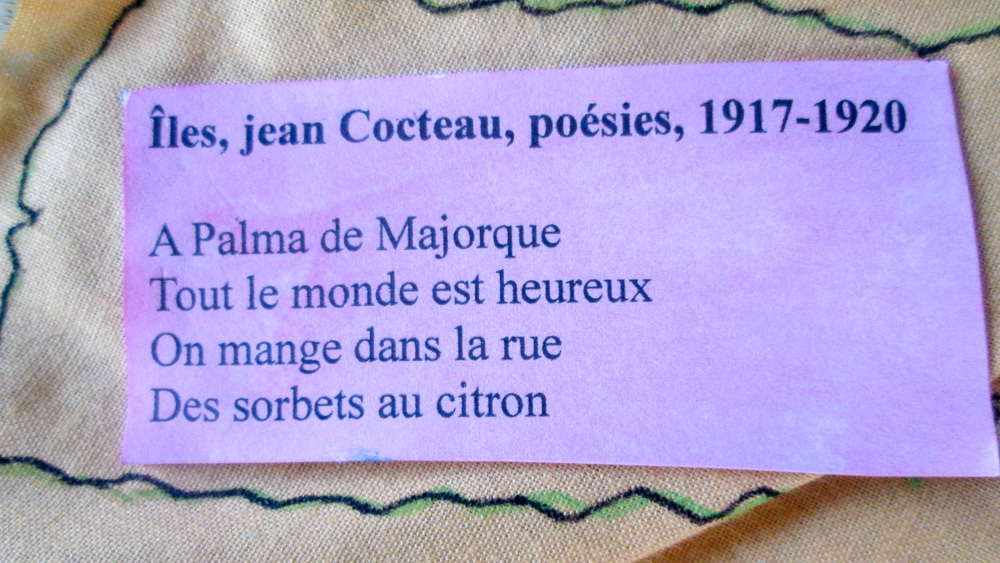 Îles, jean Cocteau, poésies, 1917-1920
A Palma de Majorque
Tout le monde est heureux
On mange dans la rue
Des sorbets au citron